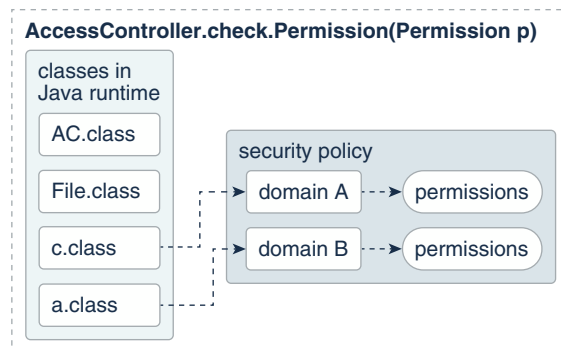 AccessController.check.Permission(Permission p)
classes in
Java runtime
AC.class
File.class
c.class
a.class
security policy
domain A
permissions
domain B
permissions